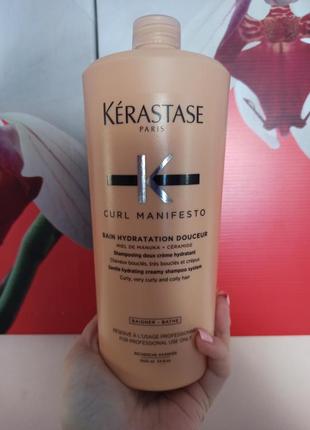 KÉRASTASE
PARIS
K
CURL MANIFESTO
BAIN HYDRATATION DOUCEUR
MIEL DE MANUKA + CÉRAMIDE
Shampooing doux crème hydratant
Cheveux bouclés, très bouclés et crépus
Gentle hydrating creamy shampoo system
Curly, very curly and coily hair
BAIGNER - BATHE
RÉSERVÉ À L'USAGE PROFESSIONNEL
FOR PROFESSIONAL USE ONLY